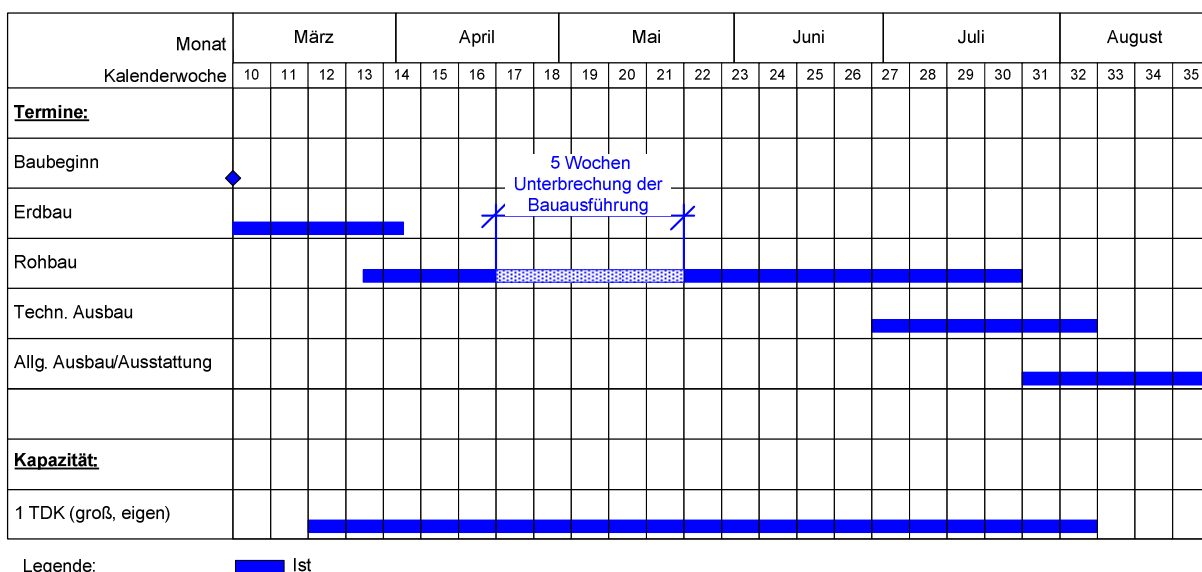 Monat März April Mai Juni Juli August
Kalenderwoche 10 11 12 13 14 15 16 17 18 19 20 21 22 23 24 25 26 27 28 29 30 31 32 33 34 35
Termine:
Baubeginn
5 Wochen
Unterbrechung der
Bauausführung
Erdbau
Rohbau
Techn. Ausbau
Allg. Ausbau/Ausstattung
Kapazität:
1 TDK (groß, eigen)
Legende: Ist